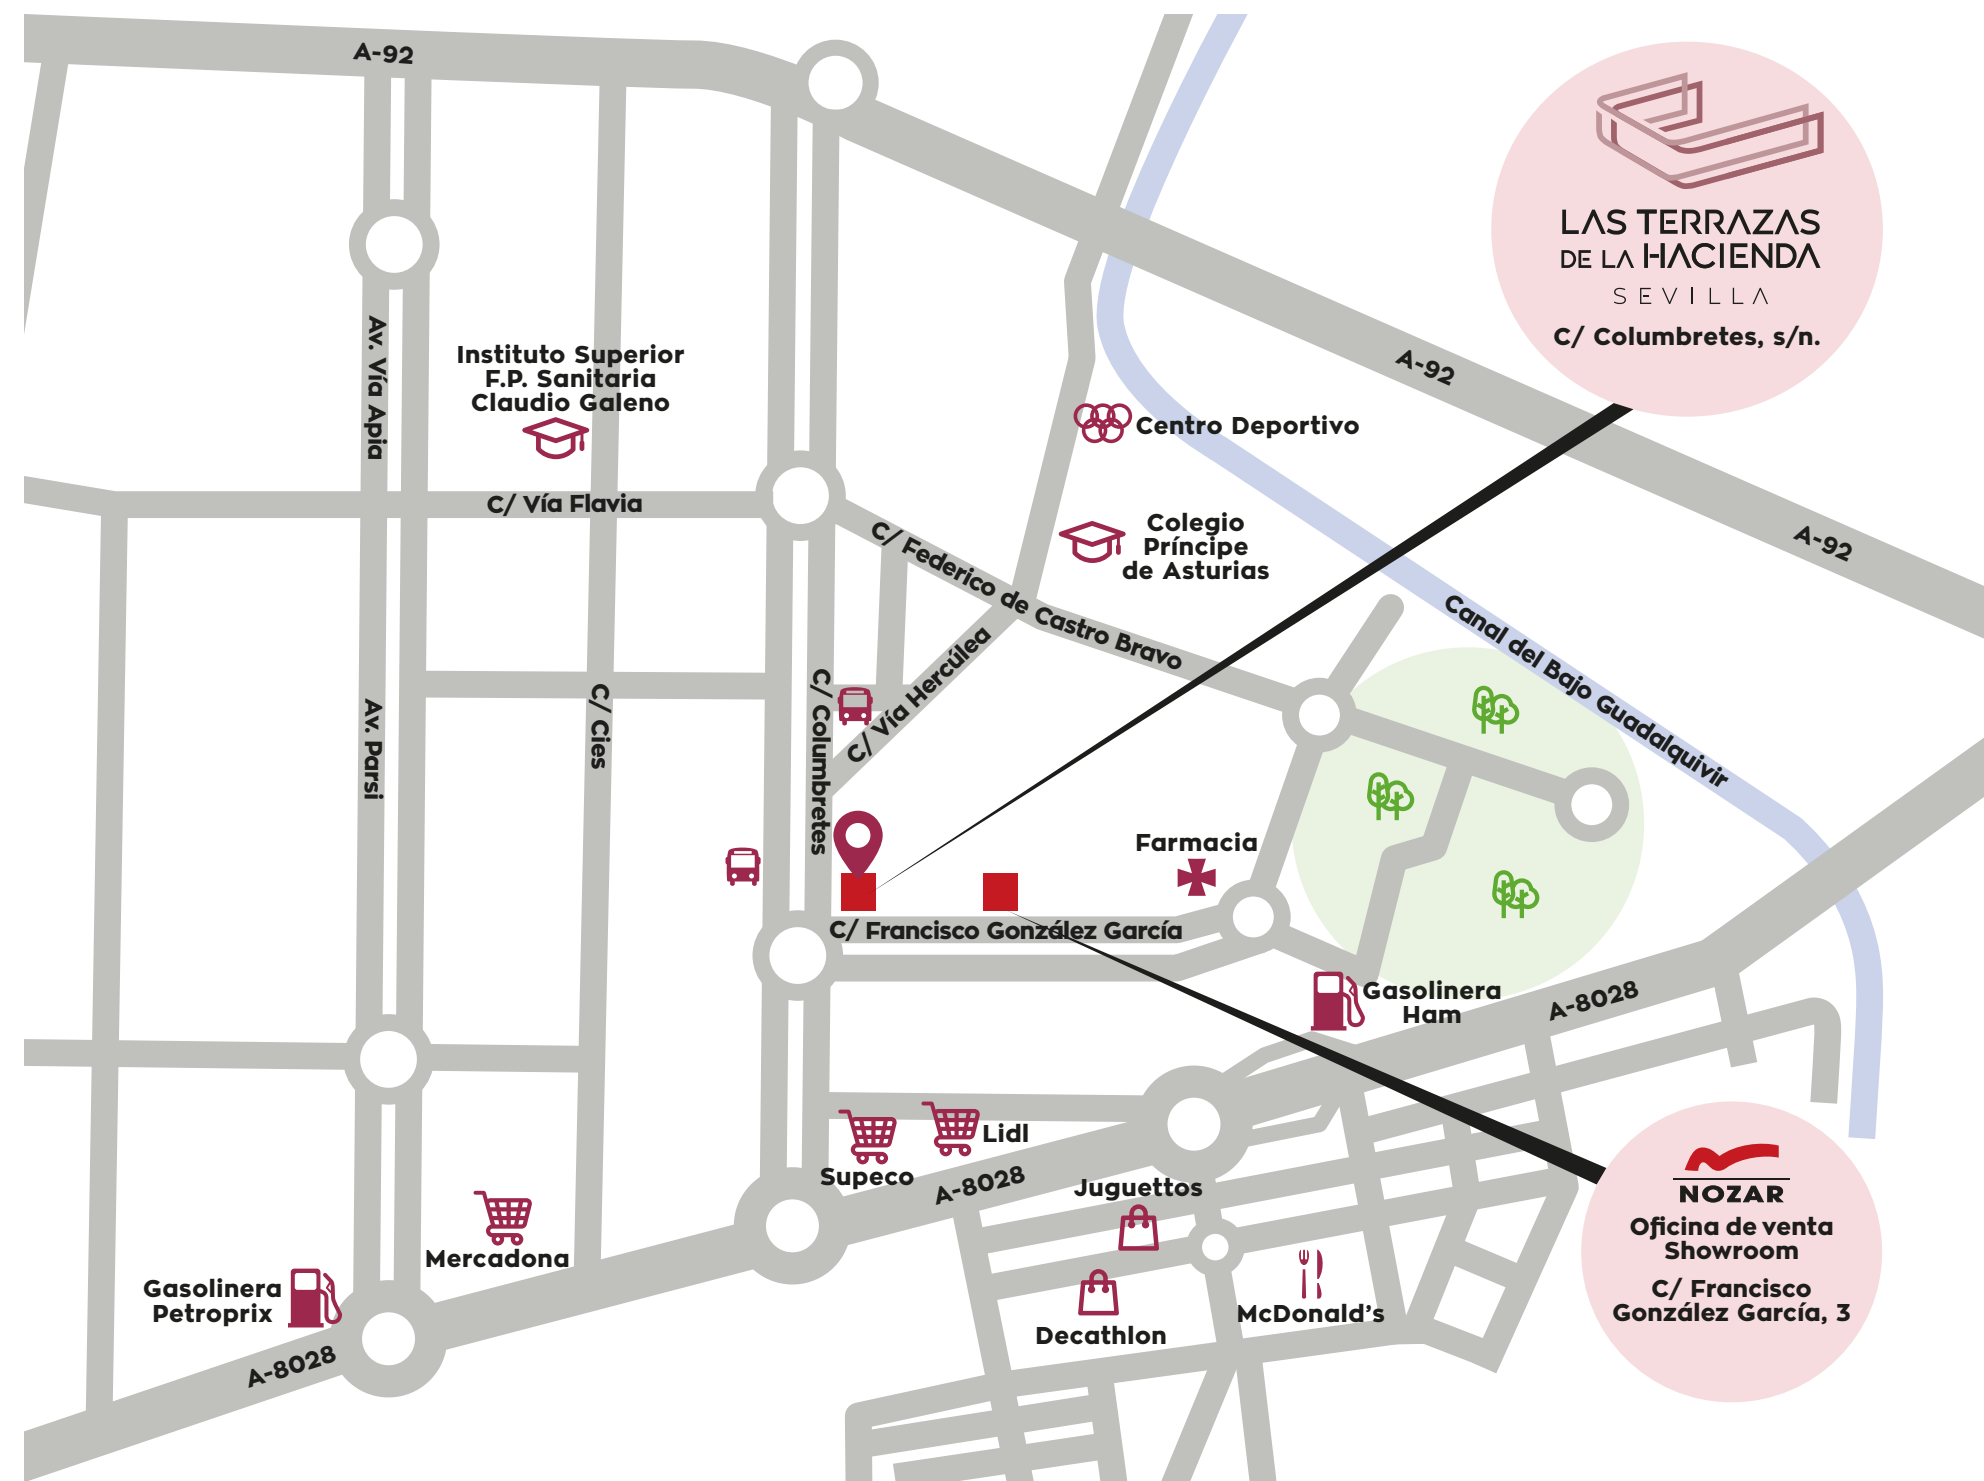 A-92
LAS TERRAZAS
DE LA HACIENDA
SEVILLA
C/ Columbretes, s/n.
Av. Vía Apia
Instituto Superior
F.P. Sanitaria
Claudio Galeno
A-92
Centro Deportivo
C/ Vía Flavia
C/ Federico de Castro Bravo
Colegio
Príncipe
de Asturias
A-92
Canal del Bajo Guadalquivir
C/ Vía Hercúlea
Av. Parsi
C/ Cies
C/ Columbretes
Farmacia
C/ Francisco González García
Gasolinera
Ham
A-8028
Supeco
Lidl
A-8028
Juguettos
Mercadona
Gasolinera
Petroprix
Decathlon
McDonald's
A-8028
NOZAR
Oficina de venta
Showroom
C/ Francisco
González García, 3